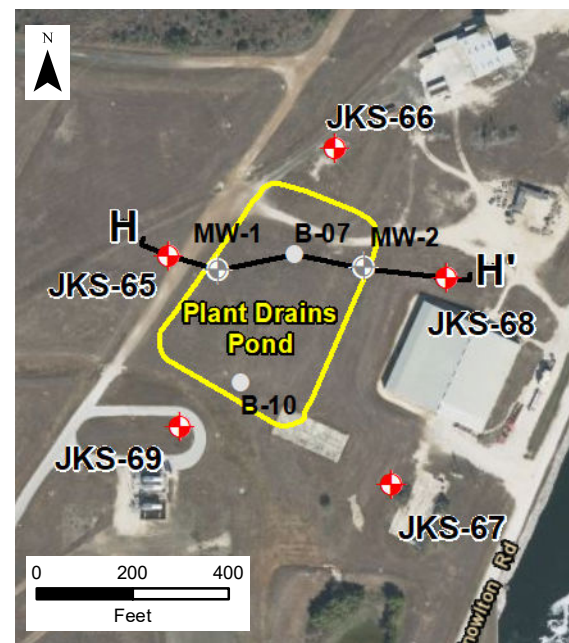 N
JKS-66
H
MW-1
B-07
MW-2
H'
JKS-65
JKS-68
Plant Drains
Pond
B-10
JKS-69
JKS-67
0 200 400
Feet
Rd